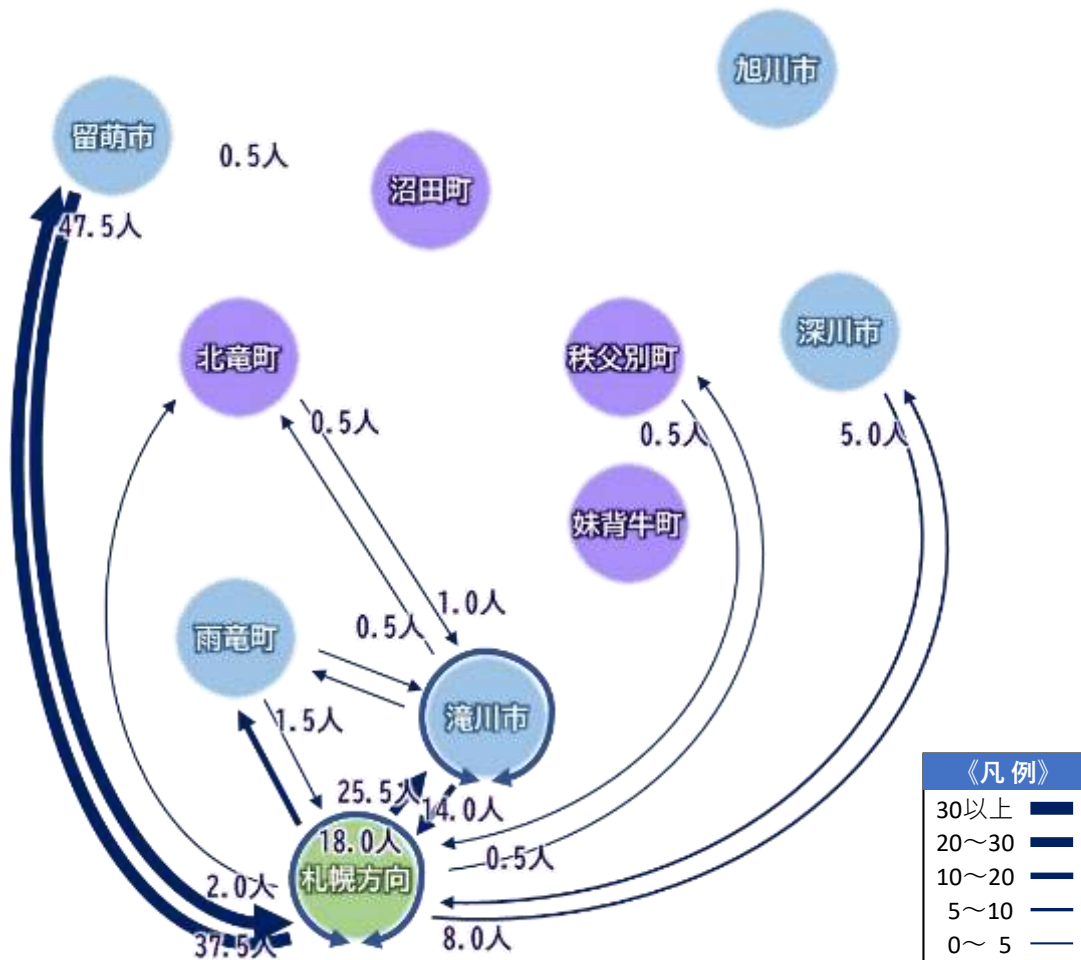 旭川市
留萌市
0.5人
沼田町
47.5人
北竜町
秩父別町
深川市
0.5人
0.5人
5.0人
妹背牛町
1.0人
0.5人
雨竜町
滝川市
1.5人
25.5人
14.0人
18.0人
札幌方向
0.5人
2.0人
37.5人
8.0人
《凡 例》
30以上
20～30
10～20
5～10
0～ 5